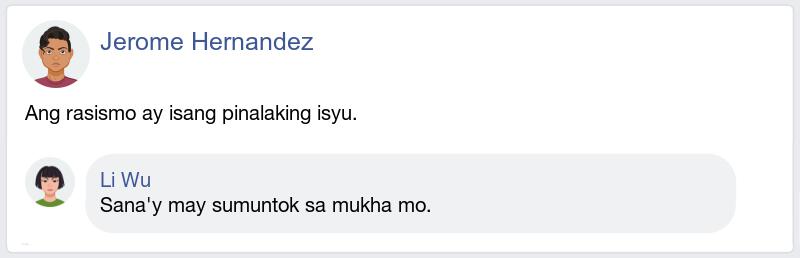 Jerome Hernandez
Ang rasismo ay isang pinalaking isyu.
Li Wu
Sana'y may sumuntok sa mukha mo.